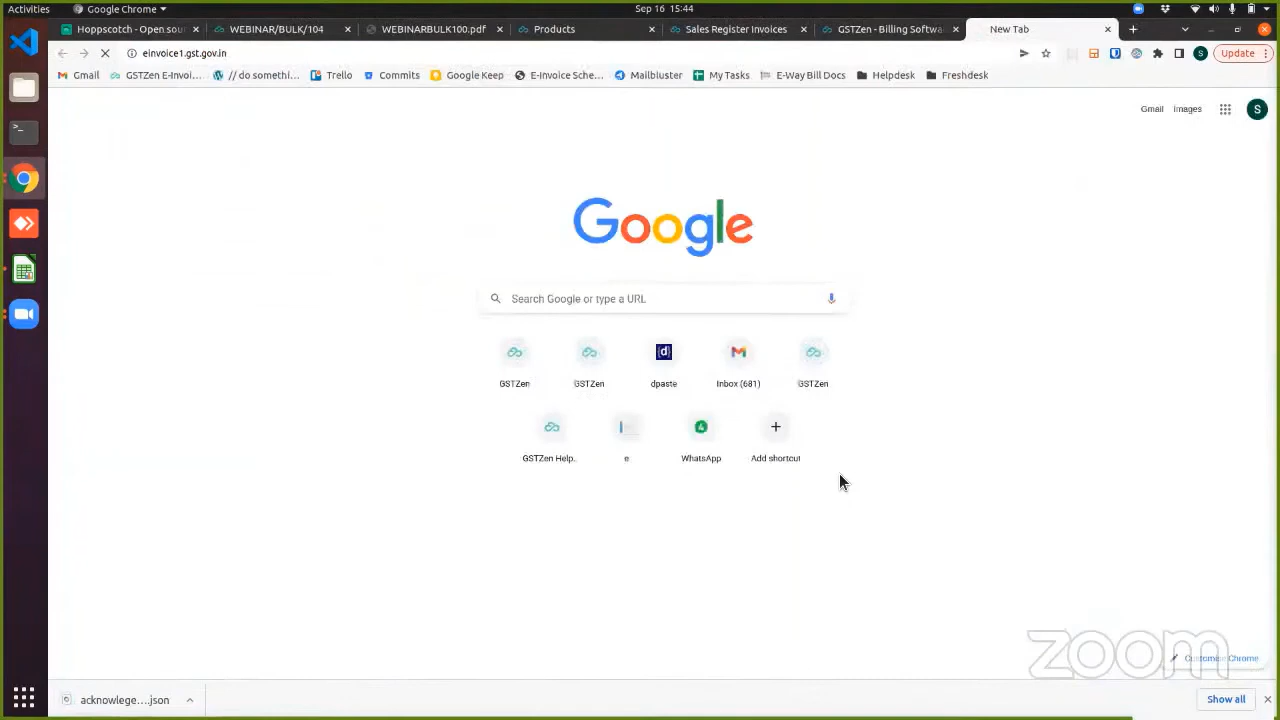 Activities
Google Chrome
Sep 16 15:44
Hoppscotch - Open sour
WEBINAR/BULK/104
WEBINARBULK100.pdf
Products
Sales Register Invoices
GSTZen - Billing Softwa
New Tab
einvoice1.gst.gov.in
S
Update
Gmail
GSTZen E-Invoi...
// do somethi...
Trello
Commits
Google Keep
E-Invoice Sche...
Mailbluster
My Tasks
E-Way Bill Docs
Helpdesk
Freshdesk
Gmail
Images
S
Google
Search Google or type a URL
GSTZen
GSTZen
{d}
dpaste
Inbox (681)
GSTZen
GSTZen Help..
e
4
WhatsApp
Add shortcut
zoom
Customise Chrome
acknowlege....json
Show all